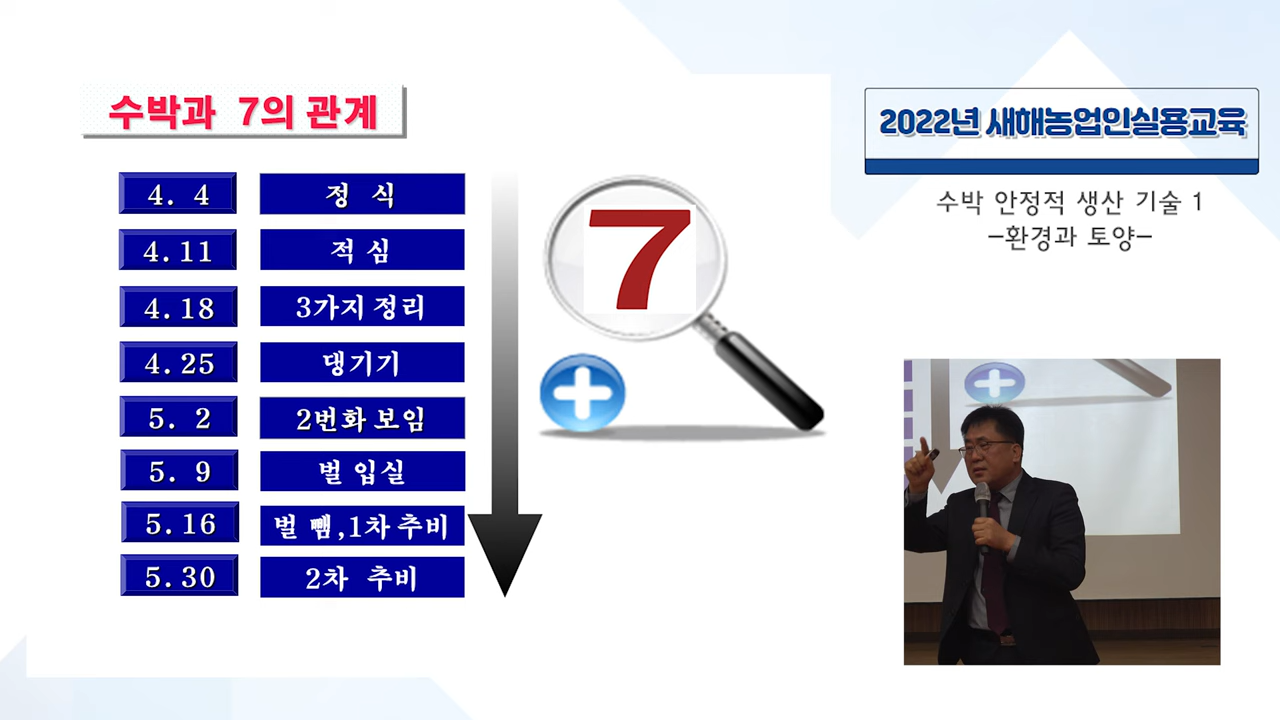 수박과 7의 관계
4. 4 정 식
4.11 적 심
4.18 3가지 정리
4.25 댕기기
5. 2 2번화 보임
5. 9 벌 입실
5.16 벌 뺌,1차 추비
5.30 2차 추비
7
2022년 새해농업인실용교육
수박 안정적 생산 기술 1
-환경과 토양-